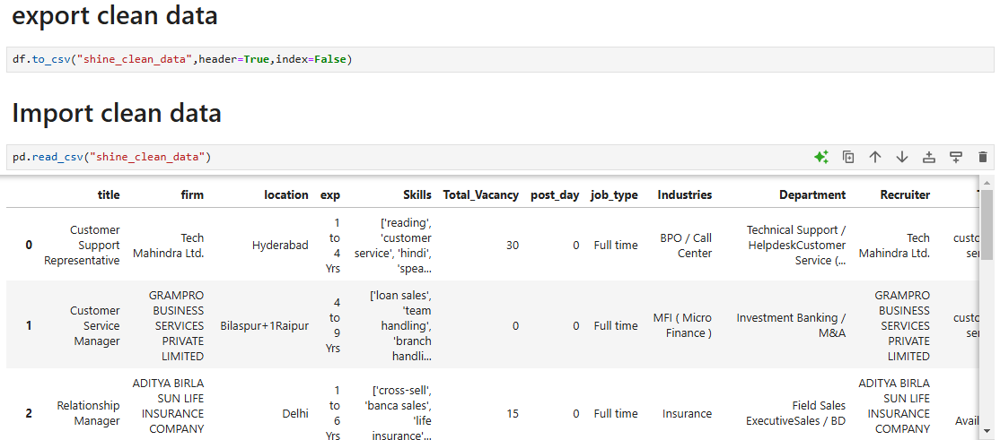 export clean data
df.to_csv("shine_clean_data",header=True,index=False)
Import clean data
pd.read_csv("shine_clean_data")
title firm location exp Skills Total_Vacancy post_day job_type Industries Department Recruiter
0
Customer
Support
Representative
Tech
Mahindra Ltd.
Hyderabad
1
to
4
Yrs
['reading',
'customer
service', 'hindi',
'spea...
30
0
Full time
BPO / Call
Center
Technical Support /
HelpdeskCustomer
Service (...
Tech
Mahindra Ltd.
custo
ser
1
Customer
Service
Manager
GRAMPRO
BUSINESS
SERVICES
PRIVATE
LIMITED
Bilaspur+1Raipur
4
to
9
Yrs
['loan sales',
'team
handling',
'branch
handli...
0
0
Full time
MFI ( Micro
Finance )
Investment Banking /
M&A
GRAMPRO
BUSINESS
SERVICES
PRIVATE
LIMITED
custo
ser
2
Relationship
Manager
ADITYA BIRLA
SUN LIFE
INSURANCE
COMPANY
Delhi
1
to
6
Yrs
['cross-sell',
'banca sales',
'life
insurance'...
15
0
Full time
Insurance
Field Sales
ExecutiveSales / BD
ADITYA BIRLA
SUN LIFE
INSURANCE
COMPANY
Avail